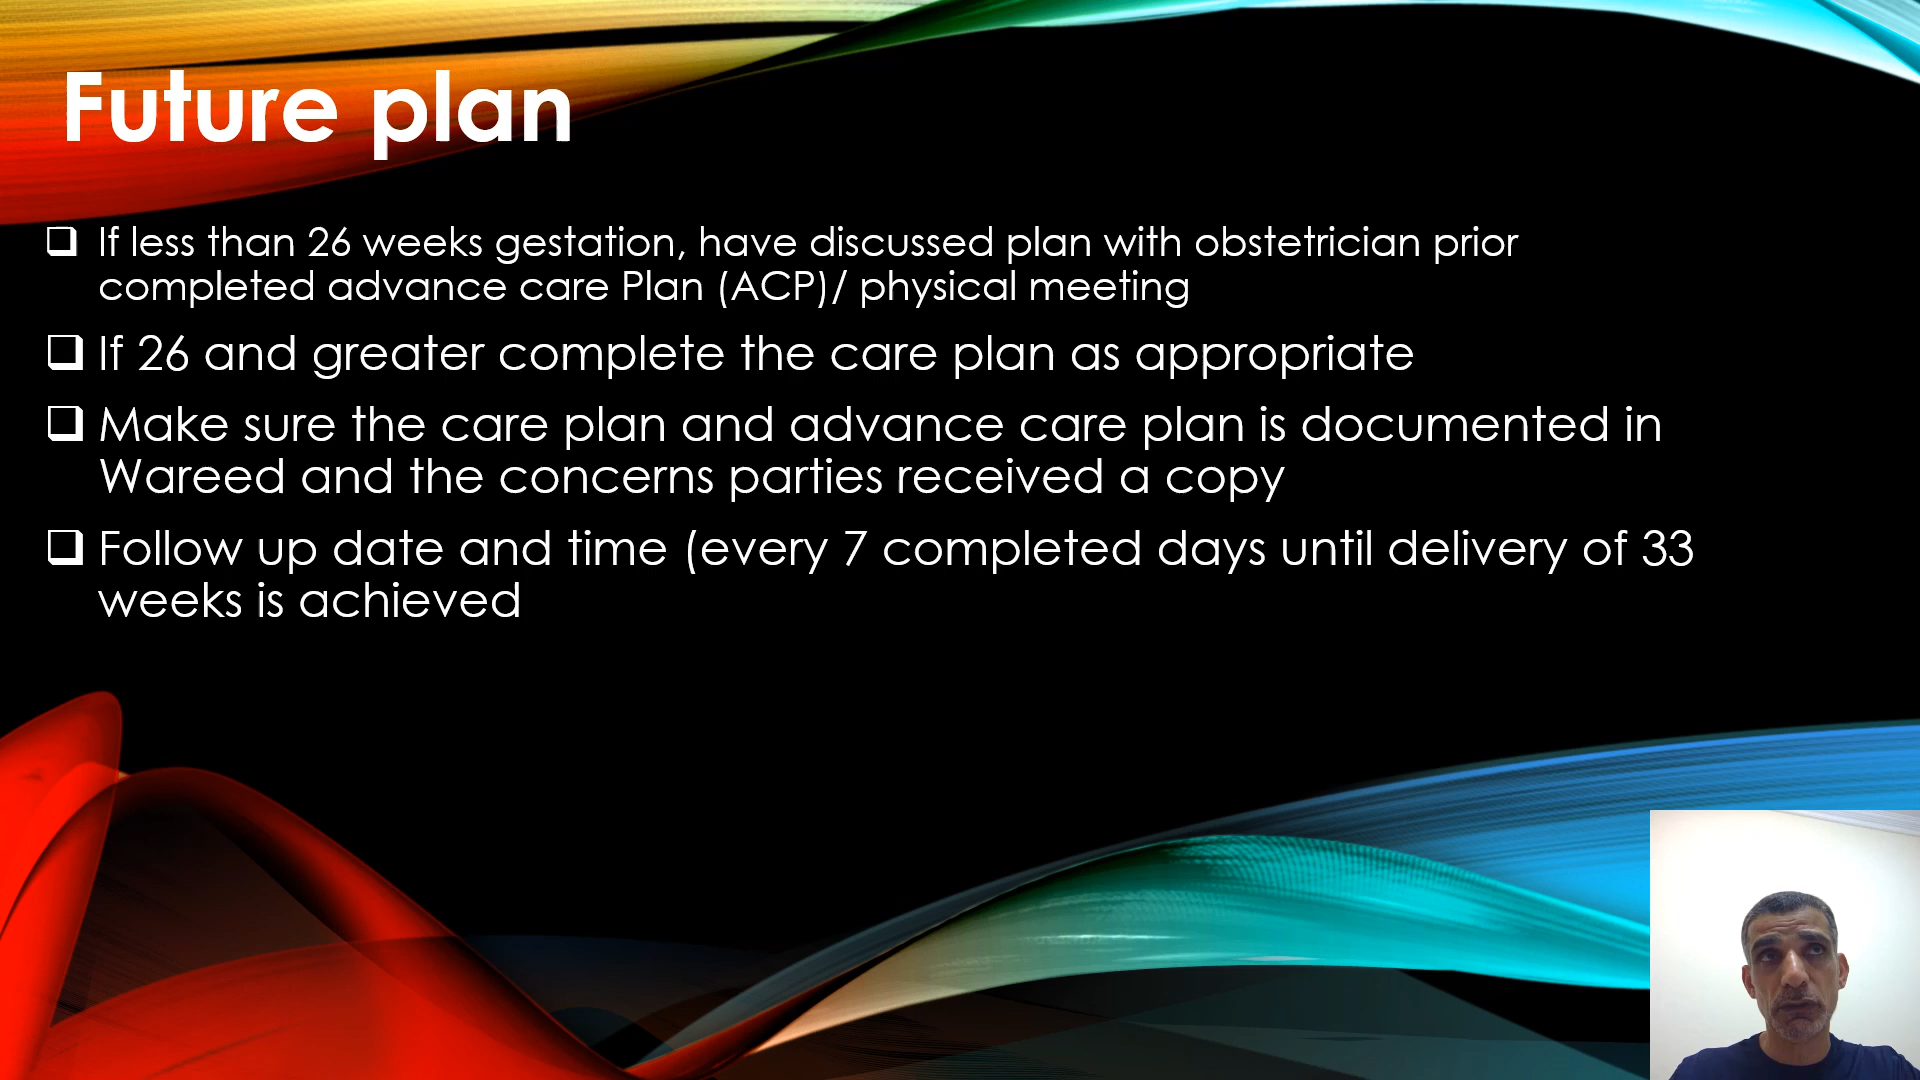 Future plan
If less than 26 weeks gestation, have discussed plan with obstetrician prior
completed advance care Plan (ACP)/ physical meeting
If 26 and greater complete the care plan as appropriate
Make sure the care plan and advance care plan is documented in
Wareed and the concerns parties received a copy
Follow up date and time (every 7 completed days until delivery of 33
weeks is achieved